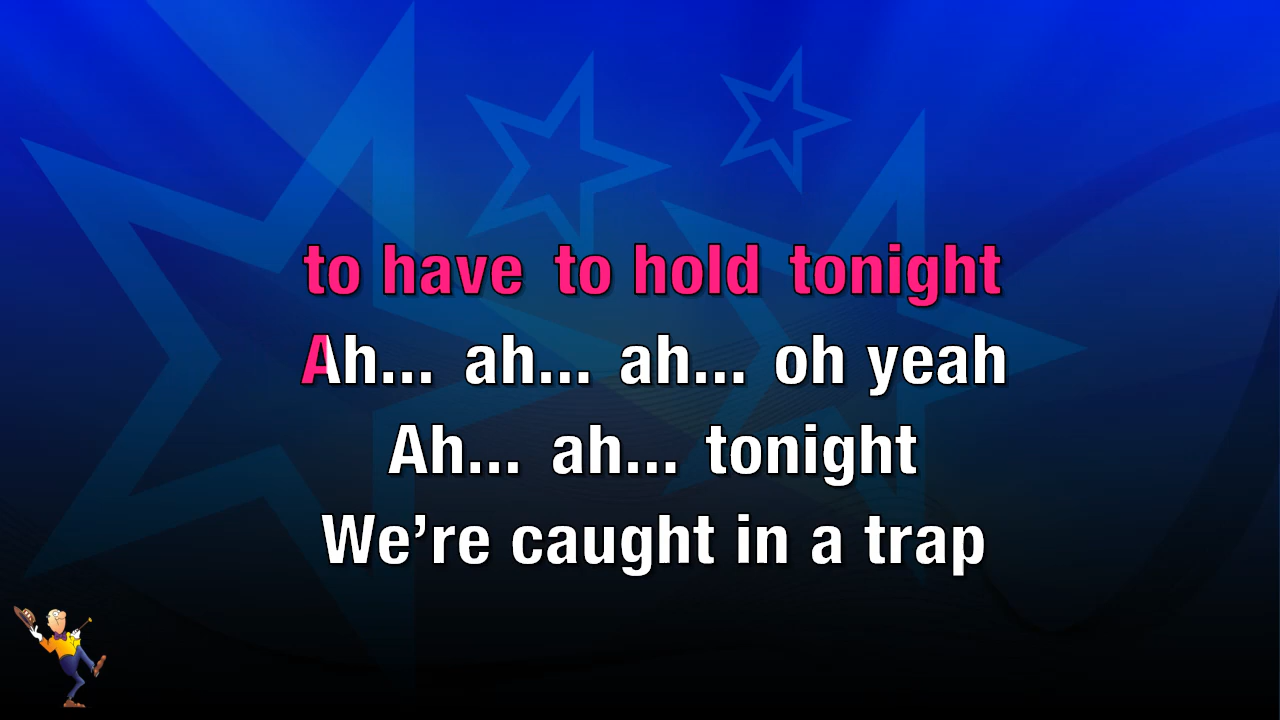 to have to hold tonight
Ah... ah... ah... oh yeah
Ah... ah... tonight
We’re caught in a trap